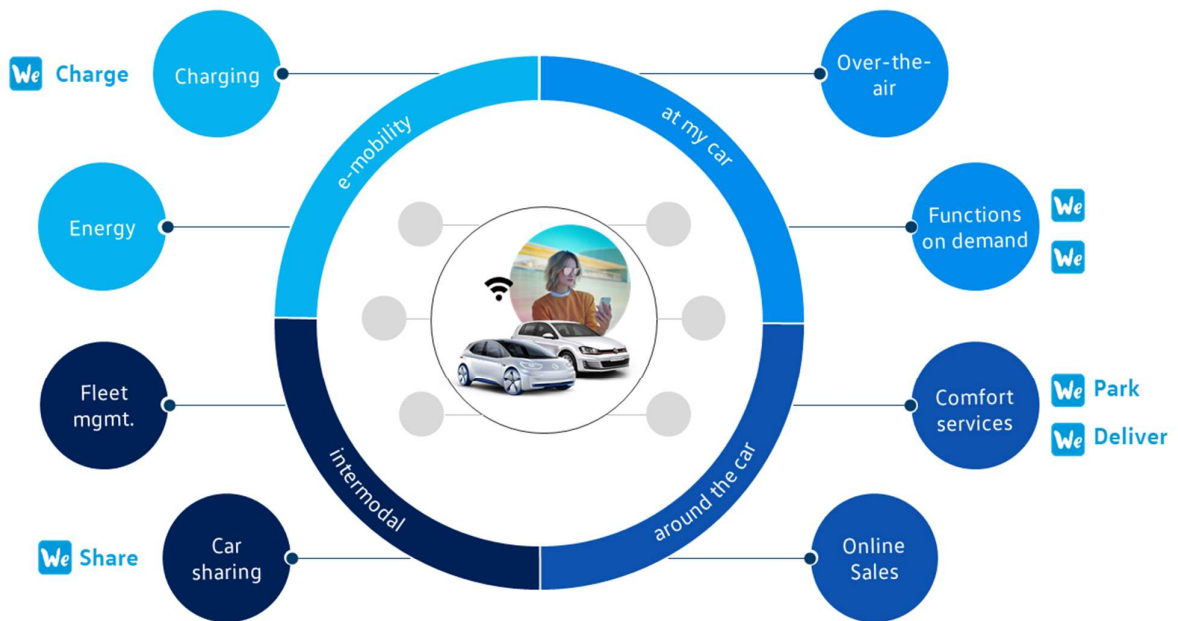 We Charge
Charging
e-mobility
at my car
Over-the-
air
Energy
Functions
on demand
We
We
Fleet
mgmt.
intermodal
around the car
Comfort
services
We Park
We Deliver
We Share
Car
sharing
Online
Sales